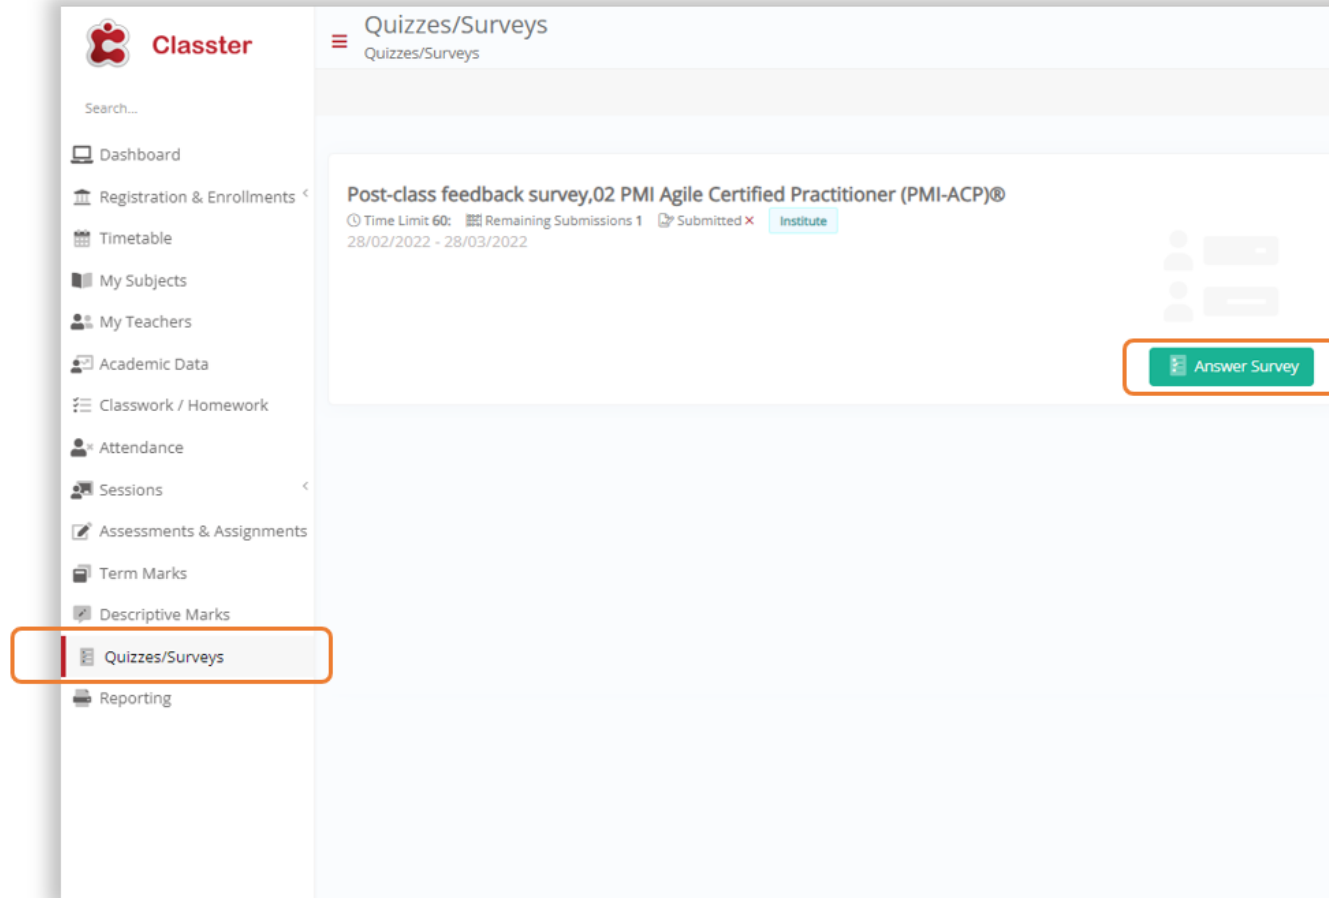 Classter
Search...
Dashboard
Registration & Enrollments
Timetable
My Subjects
My Teachers
Academic Data
Classwork / Homework
Attendance
Sessions
Assessments & Assignments
Term Marks
Descriptive Marks
Quizzes/Surveys
Reporting
Quizzes/Surveys
Quizzes/Surveys
Post-class feedback survey,02 PMI Agile Certified Practitioner (PMI-ACP)®
Time Limit 60: Remaining Submissions 1 Submitted × Institute
28/02/2022 - 28/03/2022
Answer Survey